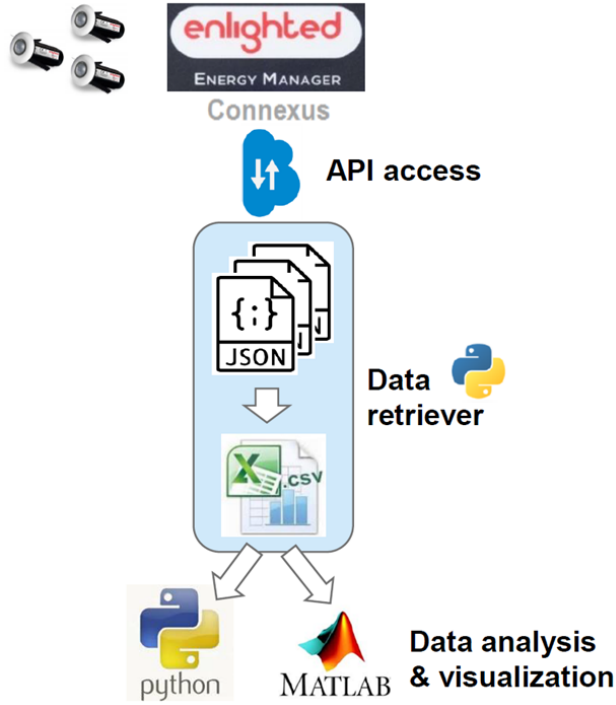 enlighted
ENERGY MANAGER
Connexus
API access
{;}
JSON
N
N
Data
retriever
X
.CSV
python
MATLAB
Data analysis
& visualization